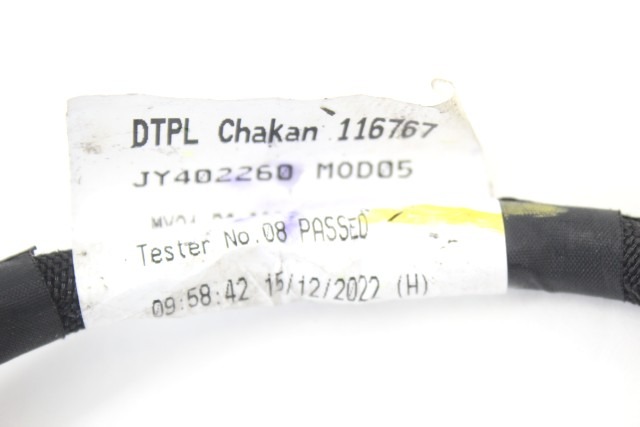 DTPL Chakan 116767
JY402260 MOD05
Tester No.08 PASSED
09:58:42 15/12/2022 (H)